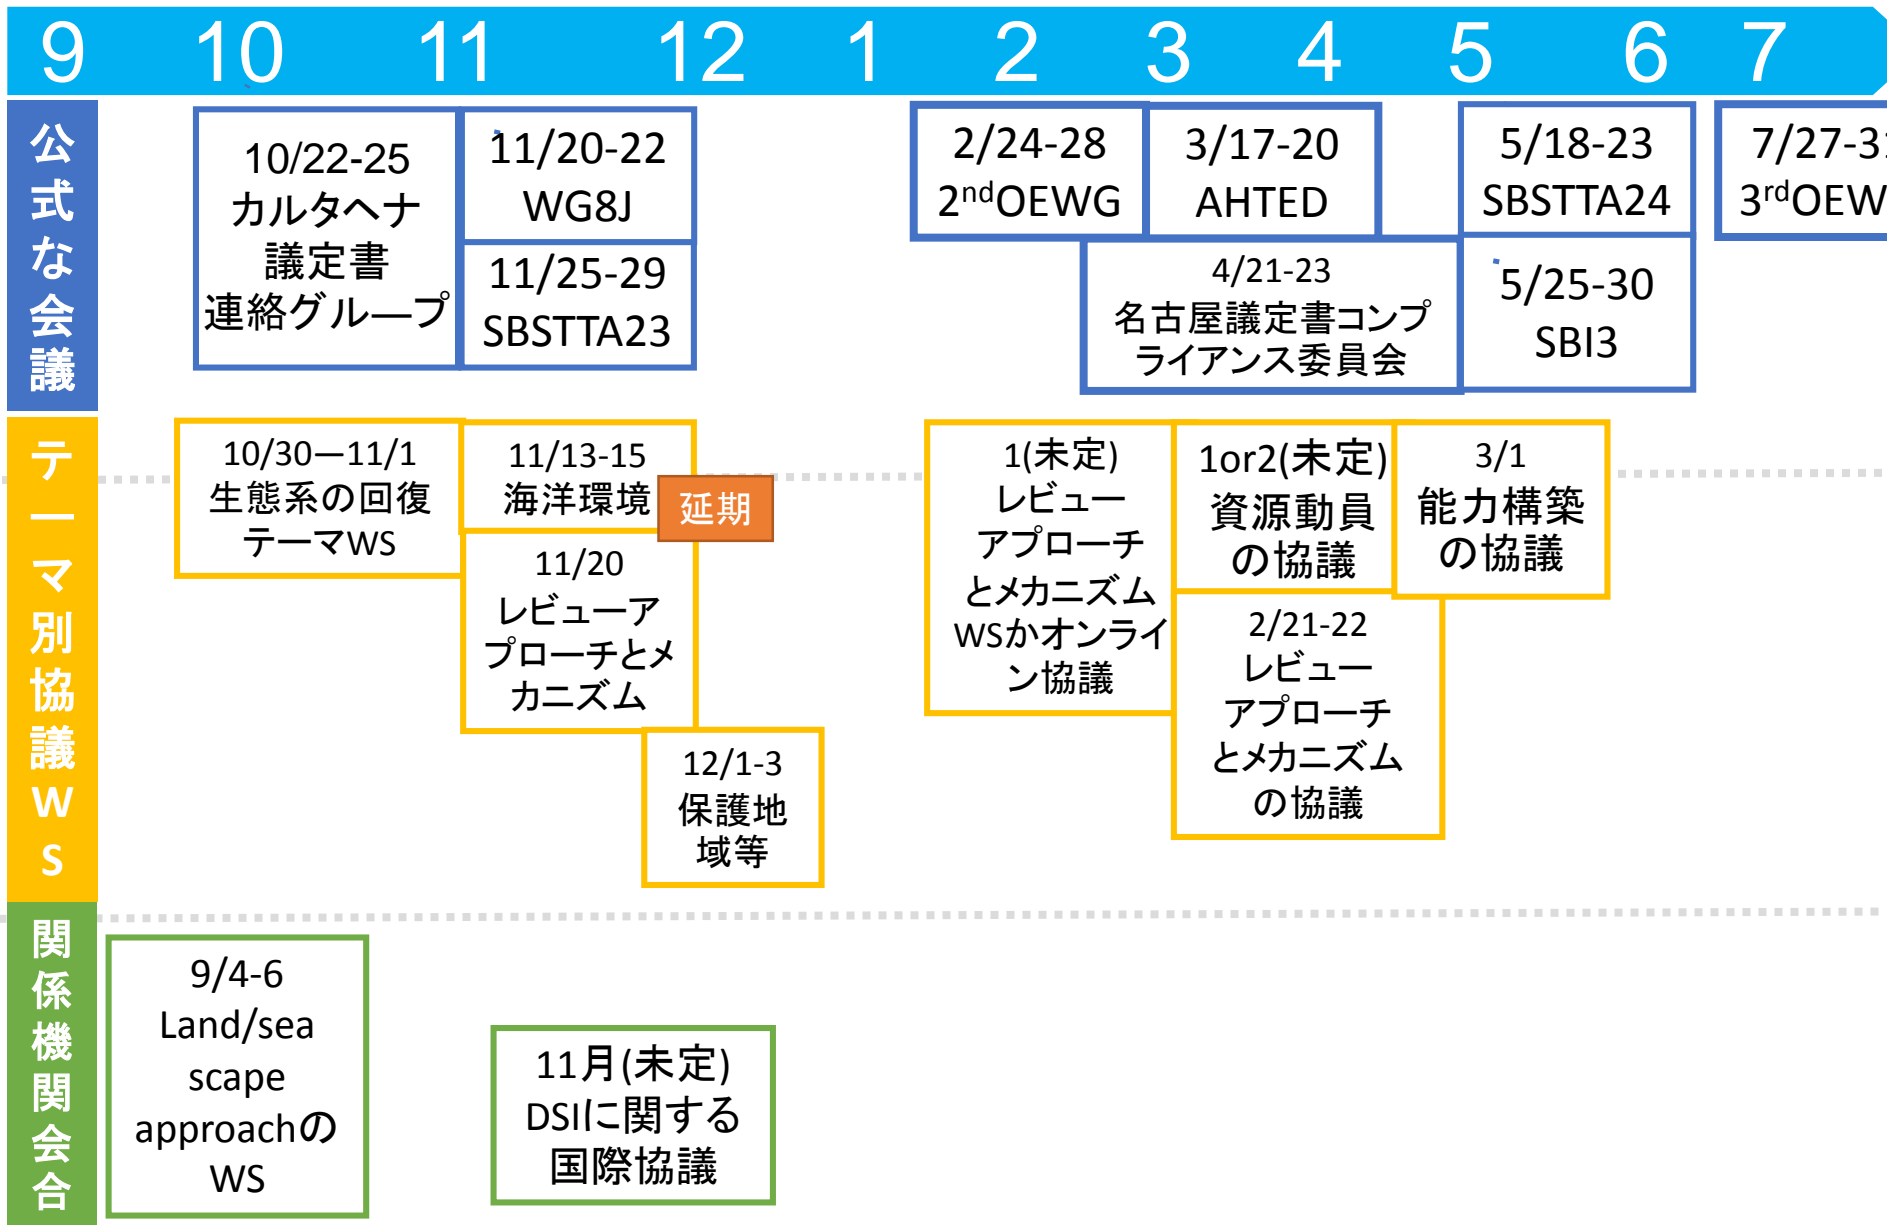 9 10 11 12 1 2 3 4 5 6 7
公式な会議
10/22-25
カルタヘナ
議定書
連絡グループ
11/20-22
WG8J
11/25-29
SBSTTA23
2/24-28
2ndOEWG
3/17-20
AHTED
4/21-23
名古屋議定書コンプ
ライアンス委員会
5/18-23
SBSTTA24
5/25-30
SBI3
7/27-31
3rdOEW
テーマ別協議WS
10/30―11/1
生態系の回復
テーマWS
11/13-15
海洋環境
延期
11/20
レビューア
プローチとメ
カニズム
12/1-3
保護地
域等
1(未定)
レビュー
アプローチ
とメカニズム
WSかオンライ
ン協議
1or2(未定)
資源動員
の協議
2/21-22
レビュー
アプローチ
とメカニズム
の協議
3/1
能力構築
の協議
関係機関会合
9/4-6
Land/sea
scape
approachの
WS
11月(未定)
DSIに関する
国際協議